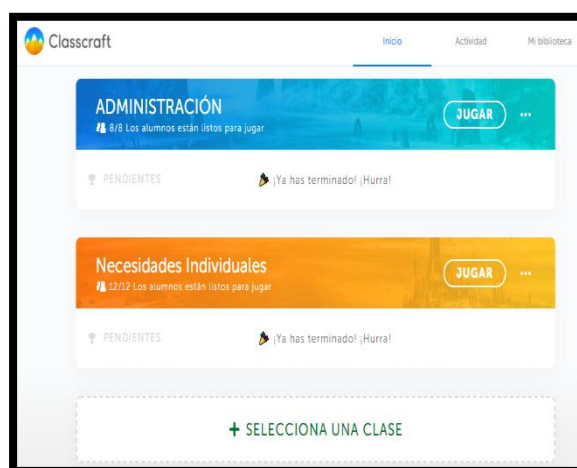 Classcraft
Inicio Actividad Mi biblioteca
ADMINISTRACIÓN
8/8 Los alumnos están listos para jugar
JUGAR
PENDIENTES
¡Ya has terminado! ¡Hurra!
Necesidades Individuales
12/12 Los alumnos están listos para jugar
JUGAR
PENDIENTES
¡Ya has terminado! ¡Hurra!
+ SELECCIONA UNA CLASE